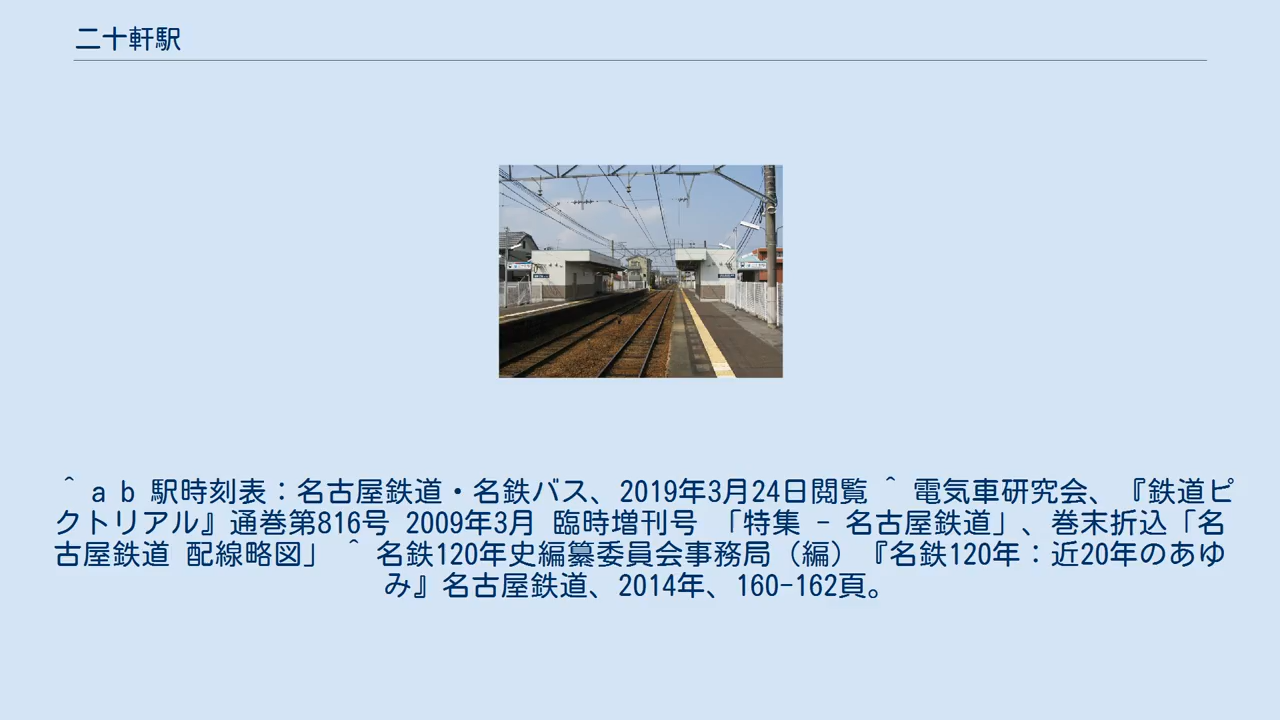 二十軒駅
^ a b 駅時刻表：名古屋鉄道・名鉄バス、2019年3月24日閲覧 ^ 電気車研究会、『鉄道ピ
クトリアル』通巻第816号 2009年3月 臨時増刊号 「特集 - 名古屋鉄道」、巻末折込「名
古屋鉄道 配線略図」 ^ 名鉄120年史編纂委員会事務局（編）『名鉄120年：近20年のあゆ
み』名古屋鉄道、2014年、160-162頁。